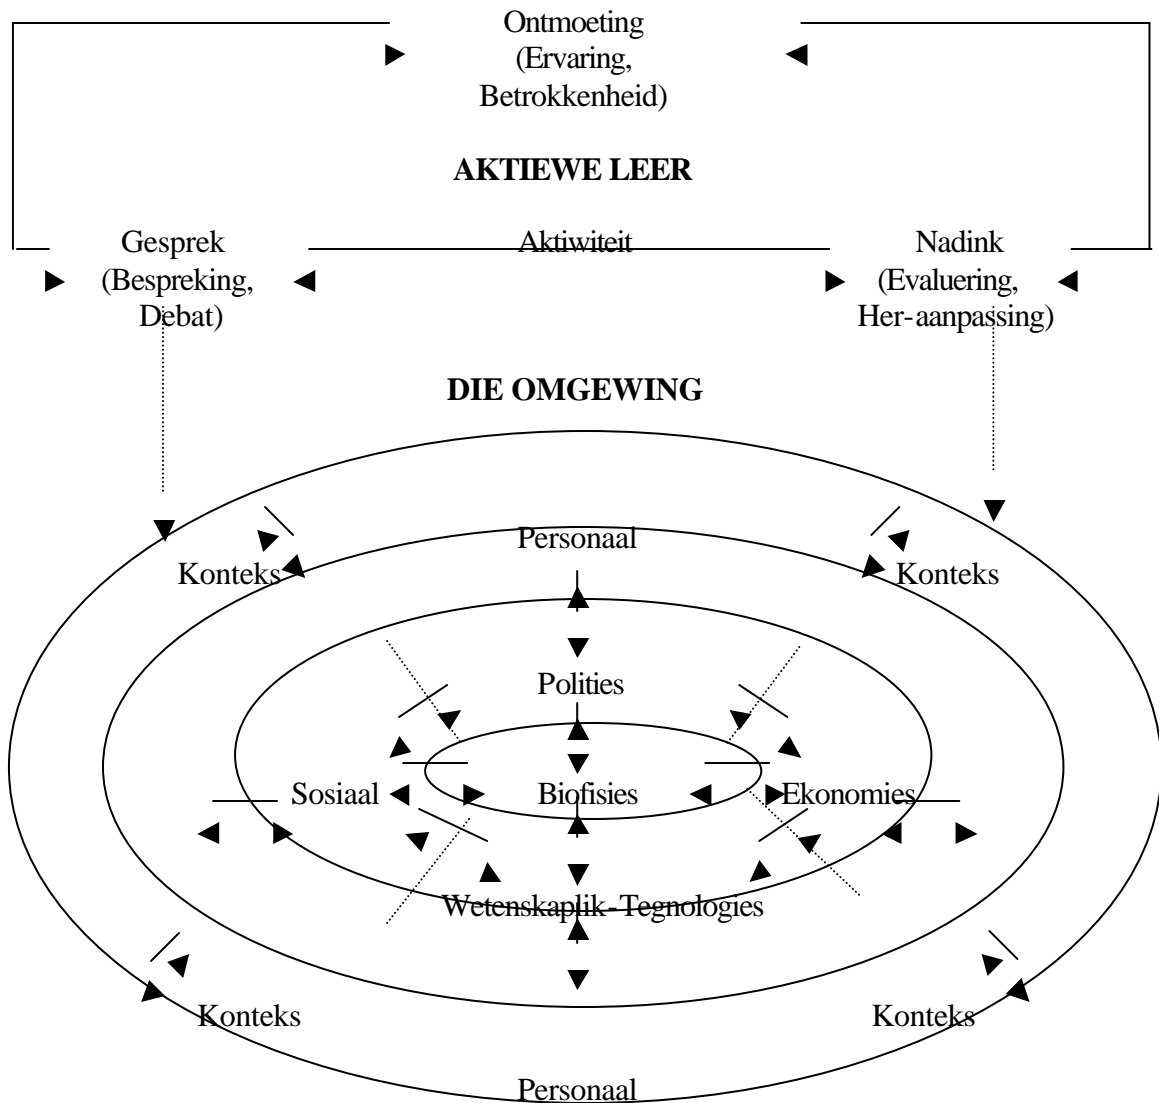 Ontmoeting
(Ervaring,
Betrokkenheid)
AKTIEWE LEER
Gesprek Aktiwiteit Nadink
(Bespreking, (Evaluering,
Debat) Her-aanpassing)
DIE OMGEWING
Personaal
Konteks Konteks
Polities
Sosiaal Biofisies Ekonomies
Wetenskaplik-Tegnologies
Konteks Konteks
Personaal